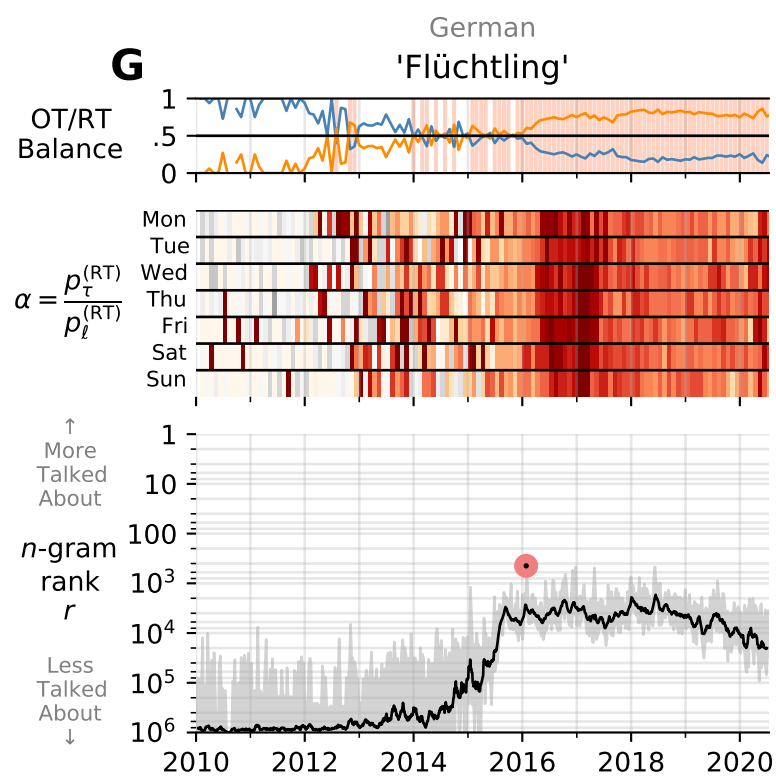 German
G
'Flüchtling'
OT/RT
Balance
1
.5
0
α = p_τ^(RT) / p_ℓ^(RT)
Mon
Tue
Wed
Thu
Fri
Sat
Sun
↑
More
Talked
About
n-gram
rank
r
Less
Talked
About
↓
1
10
100
10³
10⁴
10⁵
10⁶
2010 2012 2014 2016 2018 2020